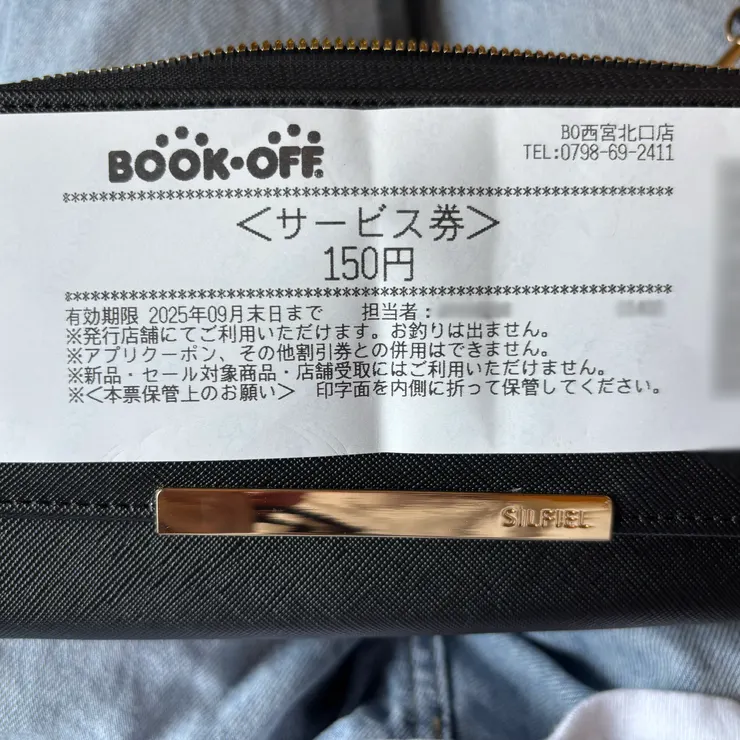 BOOK-OFF
BO西宮北口店
TEL:0798-69-2411
<サービス券>
150円
有効期限 2025年09月末日まで 担当者:
※発行店舗にてご利用いただけます。お釣りは出ません。
※アプリクーポン、その他割引券との併用はできません。
※新品・セール対象商品・店舗受取にはご利用いただけません。
※<本票保管上のお願い> 印字面を内側に折って保管してください。
SILFIEL